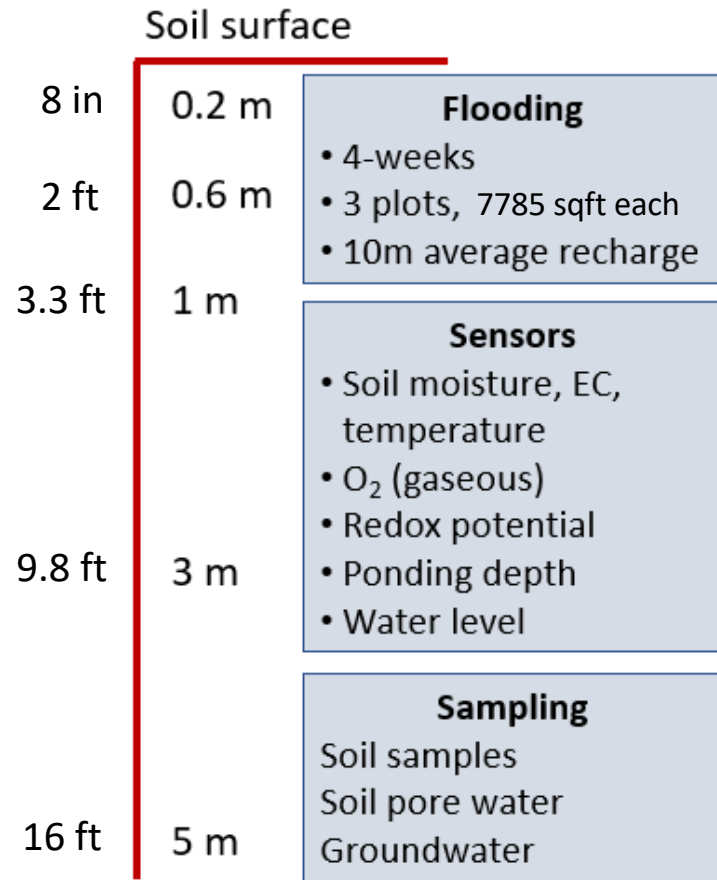 Soil surface
8 in
0.2 m
2 ft
0.6 m
3.3 ft
1 m
9.8 ft
3 m
16 ft
5 m
Flooding
• 4-weeks
• 3 plots, 7785 sqft each
• 10m average recharge
Sensors
• Soil moisture, EC,
temperature
• O₂ (gaseous)
• Redox potential
• Ponding depth
• Water level
Sampling
Soil samples
Soil pore water
Groundwater